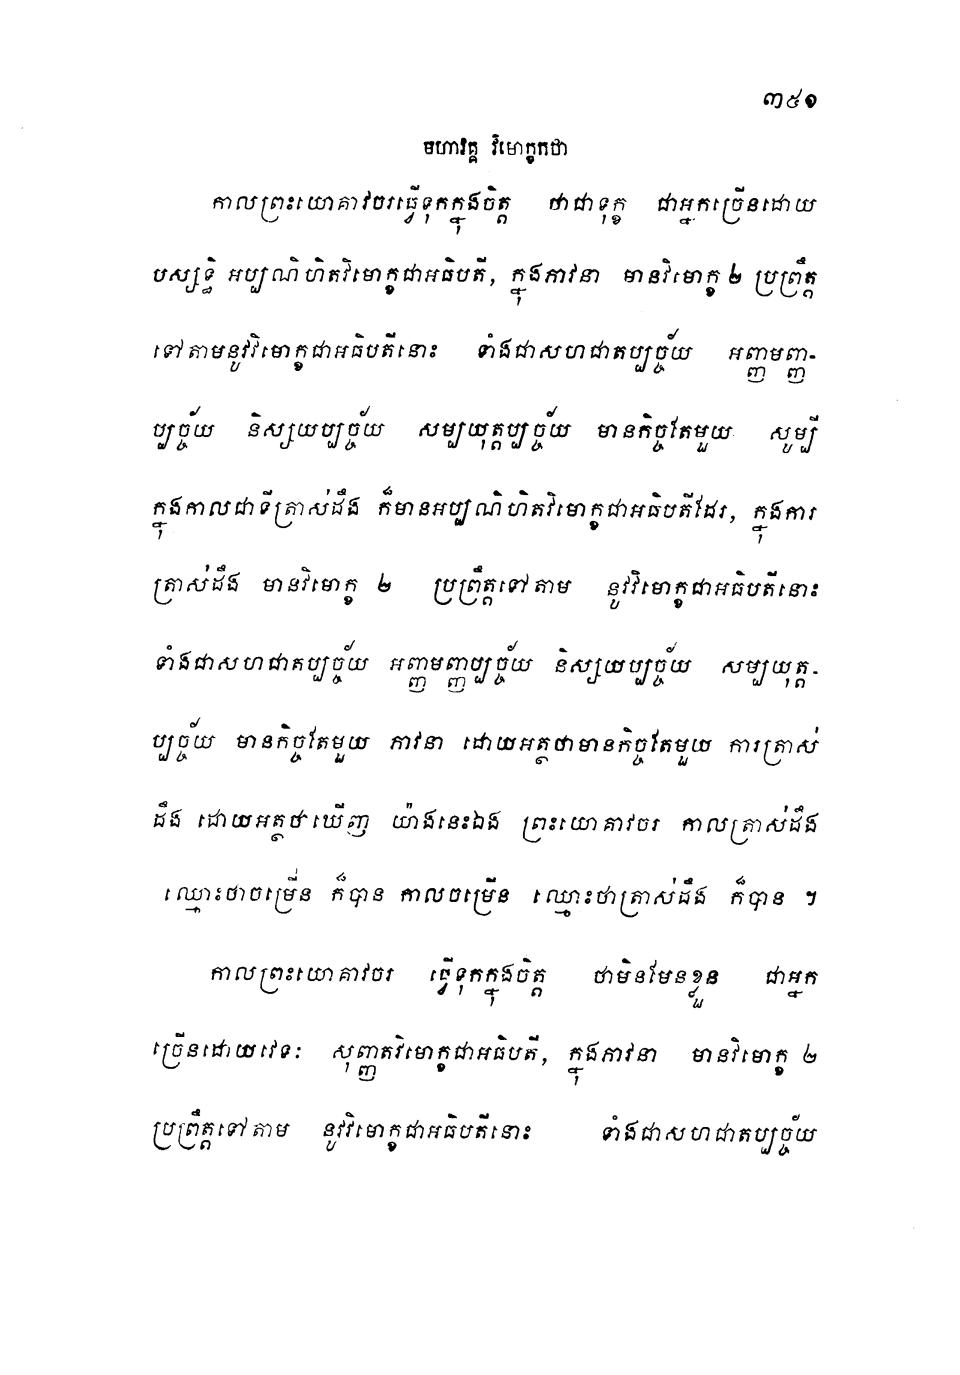 ៣៥១
មហាវគ្គ វិមោក្ខកថា
កាលព្រះយោគាវចរធ្វើទុកក្នុងចិត្ត ថាជាទុក្ខ ជាអ្នកច្រើនដោយ
បស្សទ្ធិ អប្បណិហិតវិមោក្ខជាអធិបតី, ក្នុងភាវនា មានវិមោក្ខ ២ ប្រព្រឹត្ត
ទៅតាមនូវវិមោក្ខជាអធិបតីនោះ ទាំងជាសហជាតប្បច្ច័យ អញ្ញមញ្ញ-
ប្បច្ច័យ និស្សយប្បច្ច័យ សម្បយុត្តប្បច្ច័យ មានកិច្ចតែមួយ សូម្បី
ក្នុងកាលជាទីត្រាស់ដឹង ក៏មានអប្បណិហិតវិមោក្ខជាអធិបតីដែរ, ក្នុងការ
ត្រាស់ដឹង មានវិមោក្ខ ២ ប្រព្រឹត្តទៅតាម នូវវិមោក្ខជាអធិបតីនោះ
ទាំងជាសហជាតប្បច្ច័យ អញ្ញមញ្ញប្បច្ច័យ និស្សយប្បច្ច័យ សម្បយុត្ត-
ប្បច្ច័យ មានកិច្ចតែមួយ ភាវនា ដោយអត្ថថាមានកិច្ចតែមួយ ការត្រាស់
ដឹង ដោយអត្ថថាឃើញ យ៉ាងនេះឯង ព្រះយោគាវចរ កាលត្រាស់ដឹង
ឈ្មោះថាចម្រើន ក៏បាន កាលចម្រើន ឈ្មោះថាត្រាស់ដឹង ក៏បាន ។
កាលព្រះយោគាវចរ ធ្វើទុកក្នុងចិត្ត ថាមិនមែនខ្លួន ជាអ្នក
ច្រើនដោយវេទៈ សុញ្ញតវិមោក្ខជាអធិបតី, ក្នុងភាវនា មានវិមោក្ខ ២
ប្រព្រឹត្តទៅតាម នូវវិមោក្ខជាអធិបតីនោះ ទាំងជាសហជាតប្បច្ច័យ